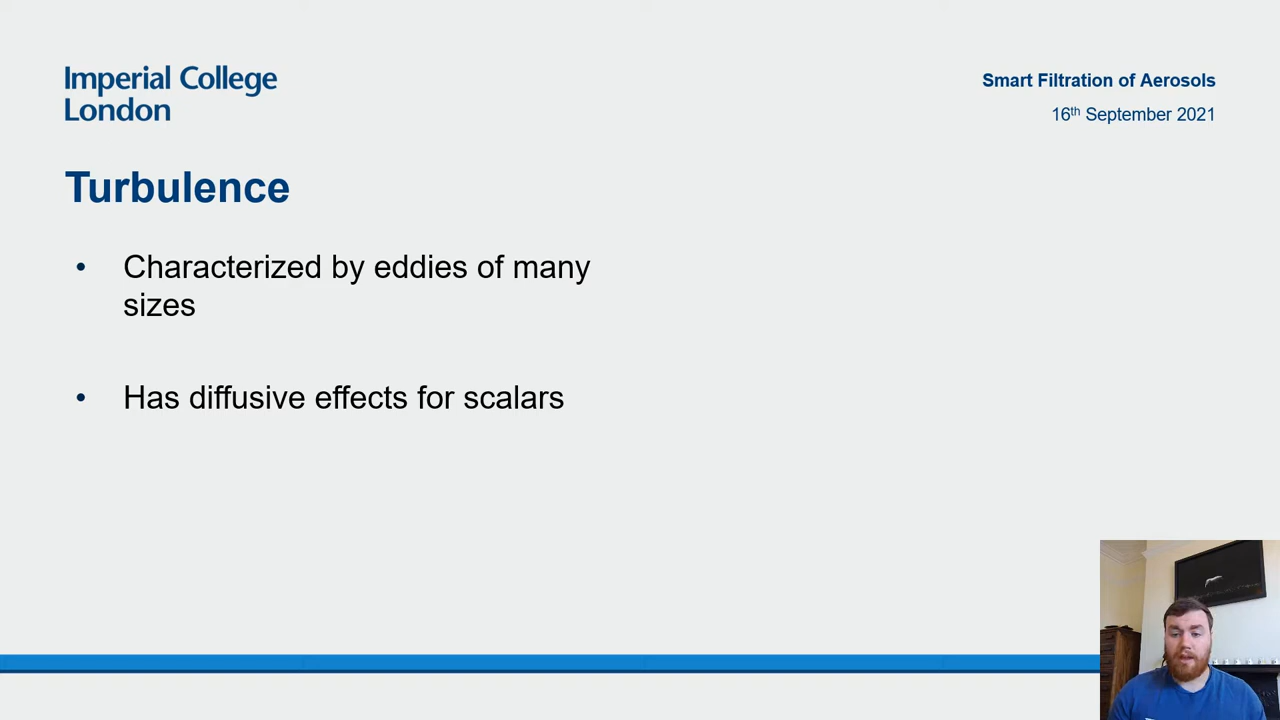 Imperial College
London
Smart Filtration of Aerosols
16th September 2021
Turbulence
• Characterized by eddies of many
sizes
• Has diffusive effects for scalars